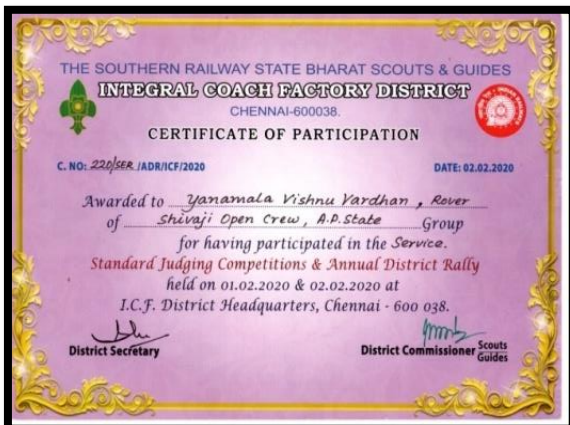 THE SOUTHERN RAILWAY STATE BHARAT SCOUTS & GUIDES
INTEGRAL COACH FACTORY DISTRICT
CHENNAI-600038.
CERTIFICATE OF PARTICIPATION
C. NO: 220/SER /ADR/ICF/2020 DATE: 02.02.2020
Awarded to Yanamala Vishnu Vardhan, Rover
of Shivaji Open Crew, A.P.State Group
for having participated in the Service.
Standard Judging Competitions & Annual District Rally
held on 01.02.2020 & 02.02.2020 at
I.C.F. District Headquarters, Chennai - 600 038.
District Secretary District Commissioner Scouts
Guides